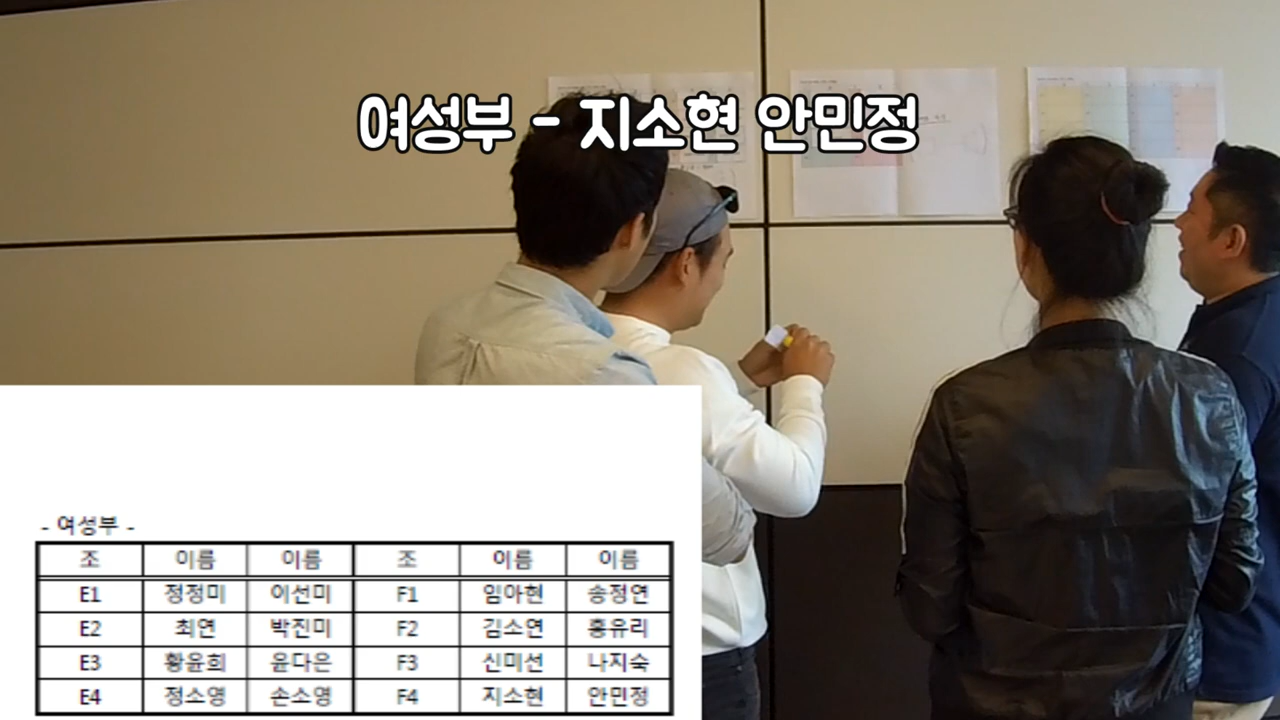 여성부 - 지소현 안민정
- 여성부 -
조 이름 이름 조 이름 이름
E1 정정미 이선미 F1 임아현 송정연
E2 최연 박진미 F2 김소연 홍유리
E3 황윤희 윤다은 F3 신미선 나지숙
E4 정소영 손소영 F4 지소현 안민정